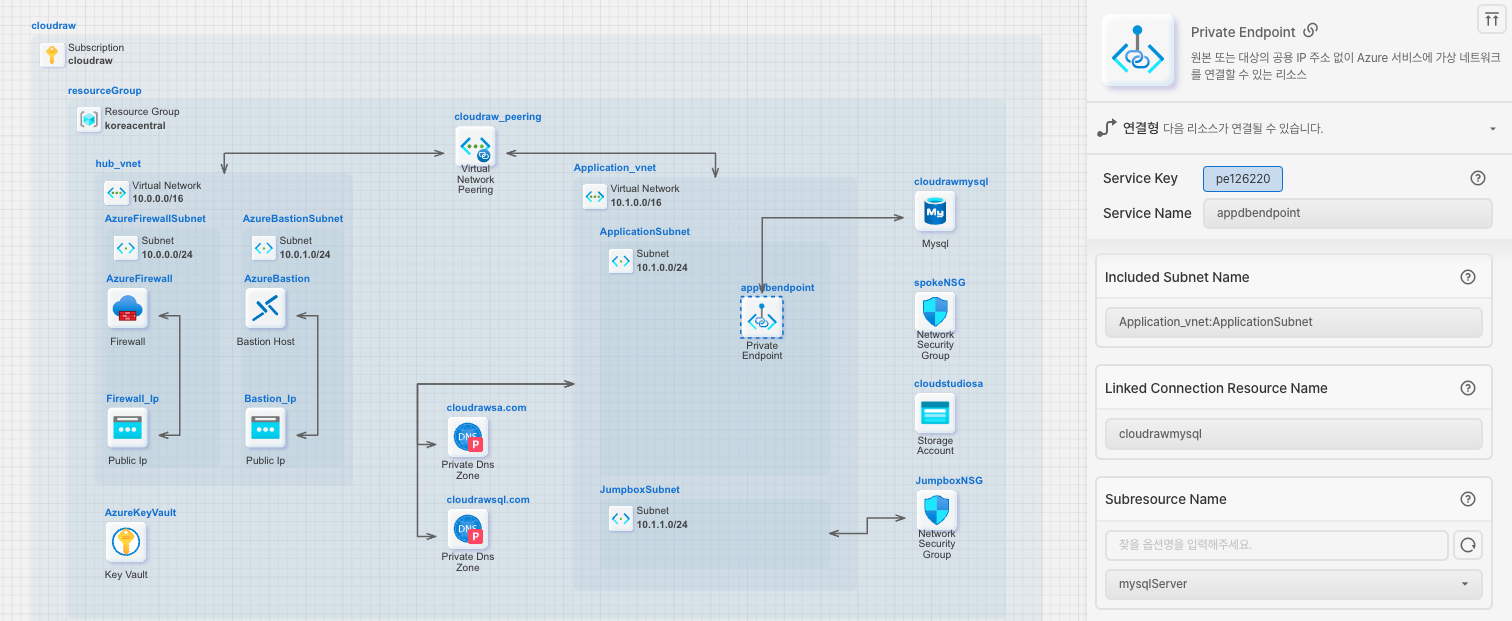 cloudraw
Subscription
cloudraw
resourceGroup
Resource Group
koreacentral
cloudraw_peering
Virtual
Network
Peering
hub_vnet
Virtual Network
10.0.0.0/16
AzureFirewallSubnet
Subnet
10.0.0.0/24
AzureBastionSubnet
Subnet
10.0.1.0/24
AzureFirewall
Firewall
AzureBastion
Bastion Host
Firewall_Ip
Public Ip
Bastion_Ip
Public Ip
AzureKeyVault
Key Vault
Application_vnet
Virtual Network
10.1.0.0/16
ApplicationSubnet
Subnet
10.1.0.0/24
appdbendpoint
Private
Endpoint
cloudrawsa.com
DNS
P
Private Dns
Zone
cloudrawsql.com
DNS
P
Private Dns
Zone
JumpboxSubnet
Subnet
10.1.1.0/24
cloudrawmysql
My
Mysql
spokeNSG
Network
Security
Group
cloudstudiosa
Storage
Account
JumpboxNSG
Network
Security
Group
Private Endpoint
원본 또는 대상의 공용 IP 주소 없이 Azure 서비스에 가상 네트워크
를 연결할 수 있는 리소스
연결형 다음 리소스가 연결될 수 있습니다.
Service Key
pe126220
Service Name
appdbendpoint
Included Subnet Name
Application_vnet:ApplicationSubnet
Linked Connection Resource Name
cloudrawmysql
Subresource Name
찾을 옵션명을 입력해주세요.
mysqlServer